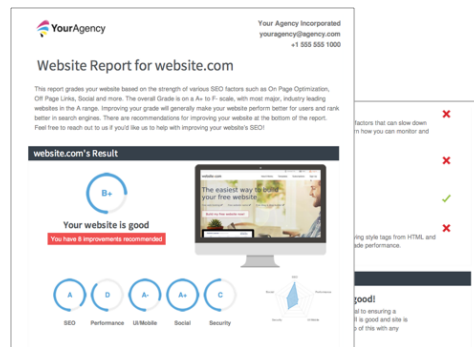 YourAgency
Your Agency Incorporated
youragency@agency.com
+1 555 555 1000
Website Report for website.com
This report grades your website based on the strength of various SEO factors such as On Page Optimization,
Off Page Links, Social and more. The overall Grade is on a A+ to F- scale, with most major, industry leading
websites in the A range. Improving your grade will generally make your website perform better for users and rank
better in search engines. There are recommendations for improving your website at the bottom of the report.
Feel free to reach out to us if you'd like us to help with improving your website's SEO!
website.com's Result
B+
Your website is good
You have 8 improvements recommended
website.com
The easiest way to build
your free website
A
D
A-
A+
C
SEO
Performance
UI/Mobile
Social
Security
factors that can slow down
n how you can monitor and
ving style tags from HTML and
ade performance.
good!
al to ensuring a
is good and site is
of this with any